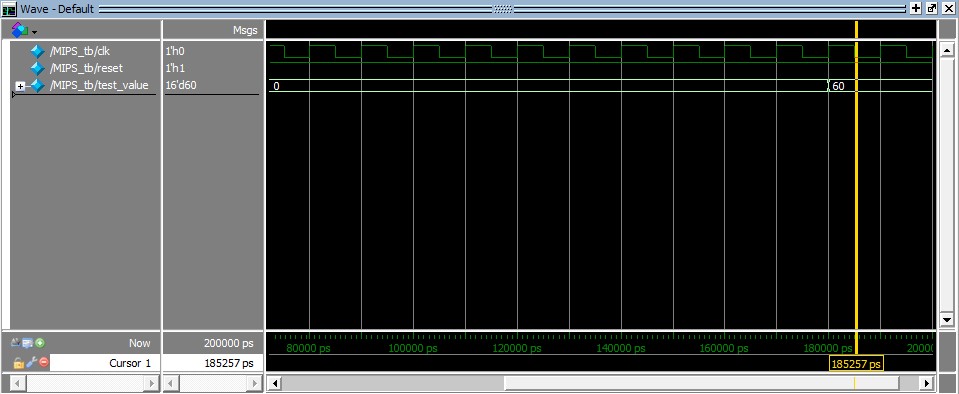 Wave - Default
Msgs
/MIPS_tb/clk 1'h0
/MIPS_tb/reset 1'h1
/MIPS_tb/test_value 16'd60 0 60
Now 200000 ps 80000 ps 100000 ps 120000 ps 140000 ps 160000 ps 180000 ps 20000
Cursor 1 185257 ps 185257 ps